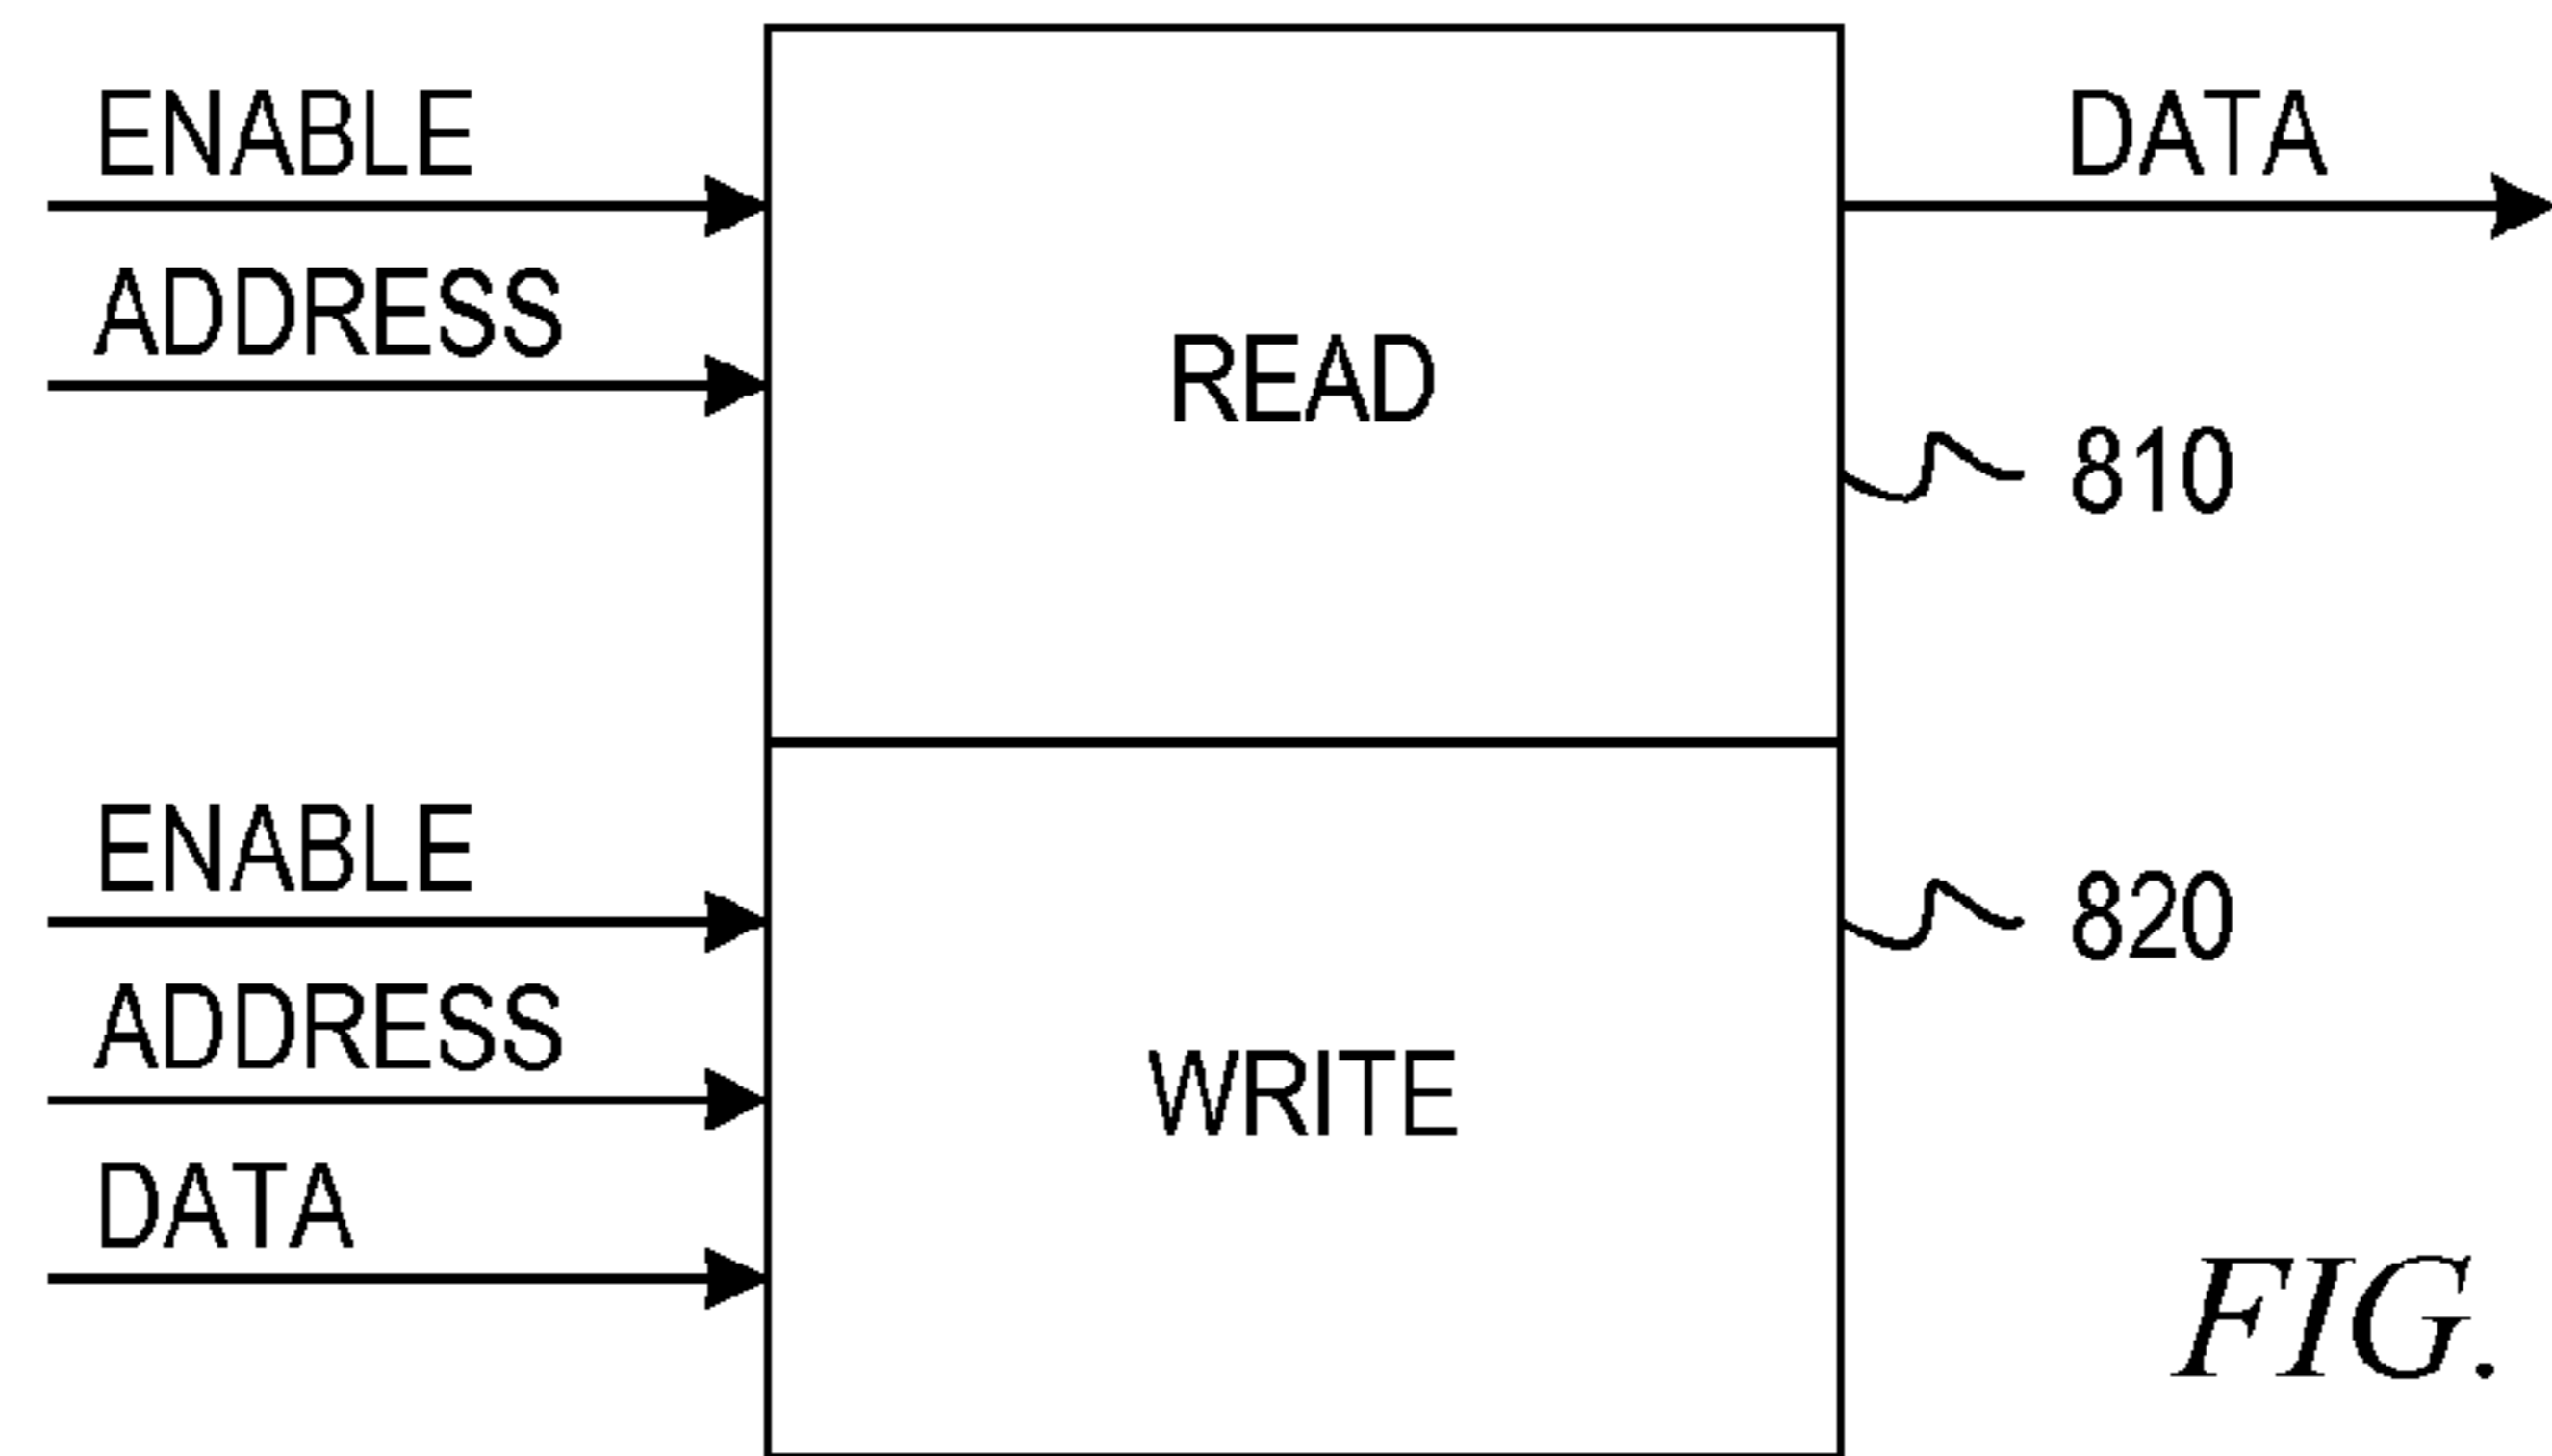 ENABLE
DATA
ADDRESS
READ
810
ENABLE
820
ADDRESS
WRITE
DATA
FIG.